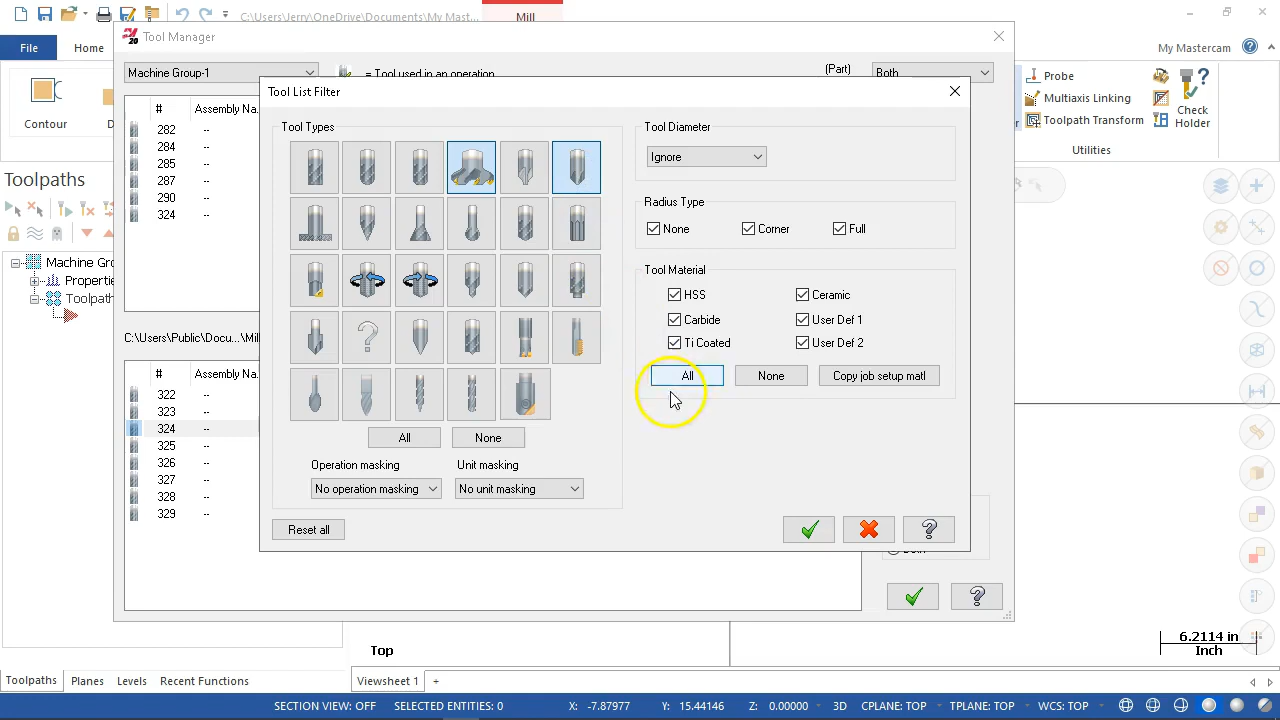 C:\Users\Jerry\OneDrive\Documents\My Mast...
Mill
File
Home
My Mastercam
Tool Manager
Machine Group-1
= Tool used in an operation
(Part)
Both
# Assembly Na.
282 --
284 --
285 --
287 --
290 --
324 --
C:\Users\Public\Docu...\Mil
# Assembly Na.
322 --
323 --
324 --
325 --
326 --
327 --
328 --
329 --
Tool List Filter
Tool Types
?
All
None
Operation masking
Unit masking
No operation masking
No unit masking
Reset all
Tool Diameter
Ignore
Radius Type
None
Corner
Full
Tool Material
HSS
Ceramic
Carbide
User Def 1
Ti Coated
User Def 2
All
None
Copy job setup matl
Contour
D
Probe
Multiaxis Linking
Toolpath Transform
Check
Holder
Utilities
Toolpaths
Machine Gro
Properti
Toolpath
Top
6.2114 in
Inch
Toolpaths
Planes
Levels
Recent Functions
Viewsheet 1
+
SECTION VIEW: OFF
SELECTED ENTITIES: 0
X: -7.87977
Y: 15.44146
Z: 0.00000
3D
CPLANE: TOP
TPLANE: TOP
WCS: TOP